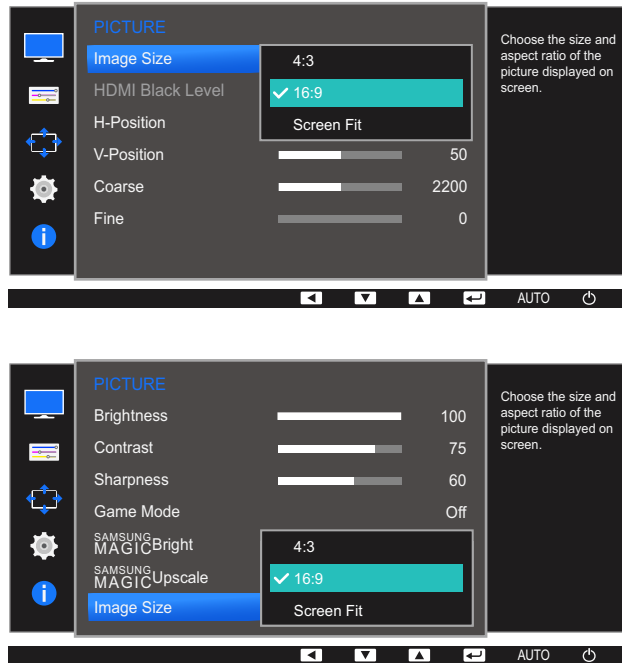 PICTURE
Image Size
4:3
HDMI Black Level
16:9
H-Position
Screen Fit
V-Position 50
Coarse 2200
Fine 0
Choose the size and
aspect ratio of the
picture displayed on
screen.
AUTO
PICTURE
Brightness 100
Contrast 75
Sharpness 60
Game Mode Off
SAMSUNG
MAGICBright
4:3
SAMSUNG
MAGICUpscale
16:9
Image Size
Screen Fit
Choose the size and
aspect ratio of the
picture displayed on
screen.
AUTO